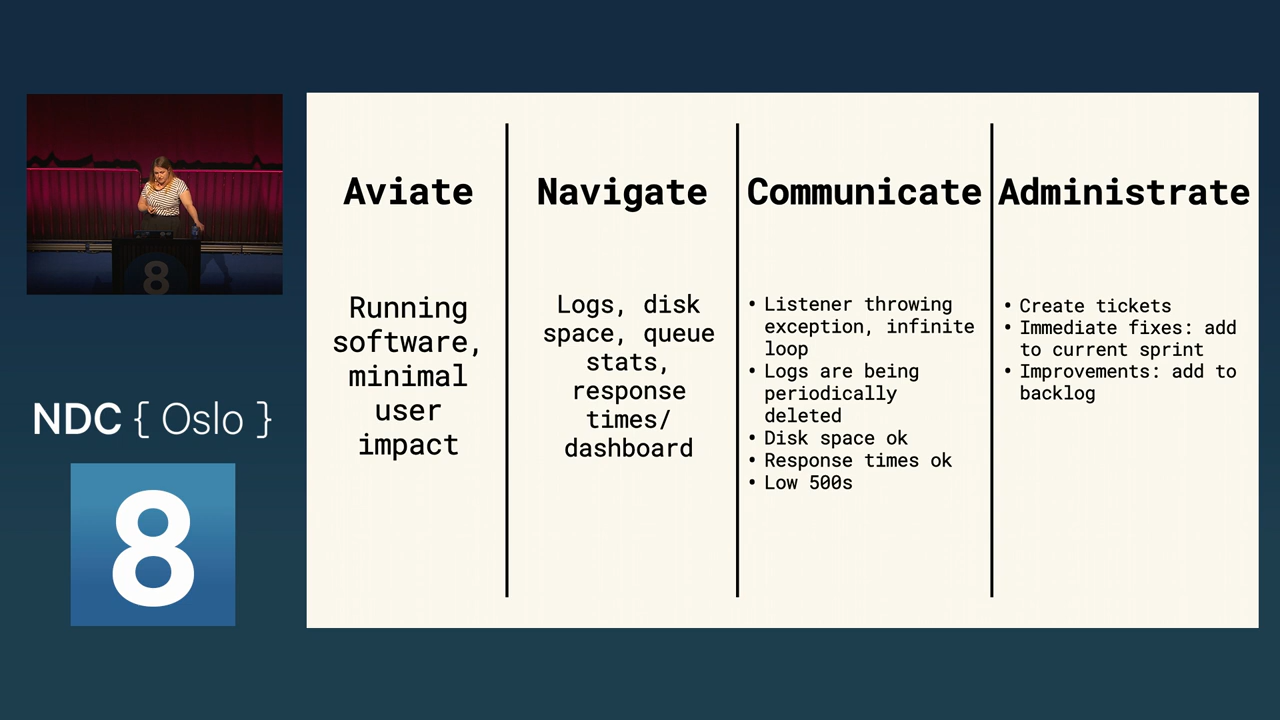 Aviate
Running
software,
minimal
user
impact
Navigate
Logs, disk
space, queue
stats,
response
times/
dashboard
Communicate
• Listener throwing
exception, infinite
loop
• Logs are being
periodically
deleted
• Disk space ok
• Response times ok
• Low 500s
Administrate
• Create tickets
• Immediate fixes: add
to current sprint
• Improvements: add to
backlog
8
NDC { Oslo }
8